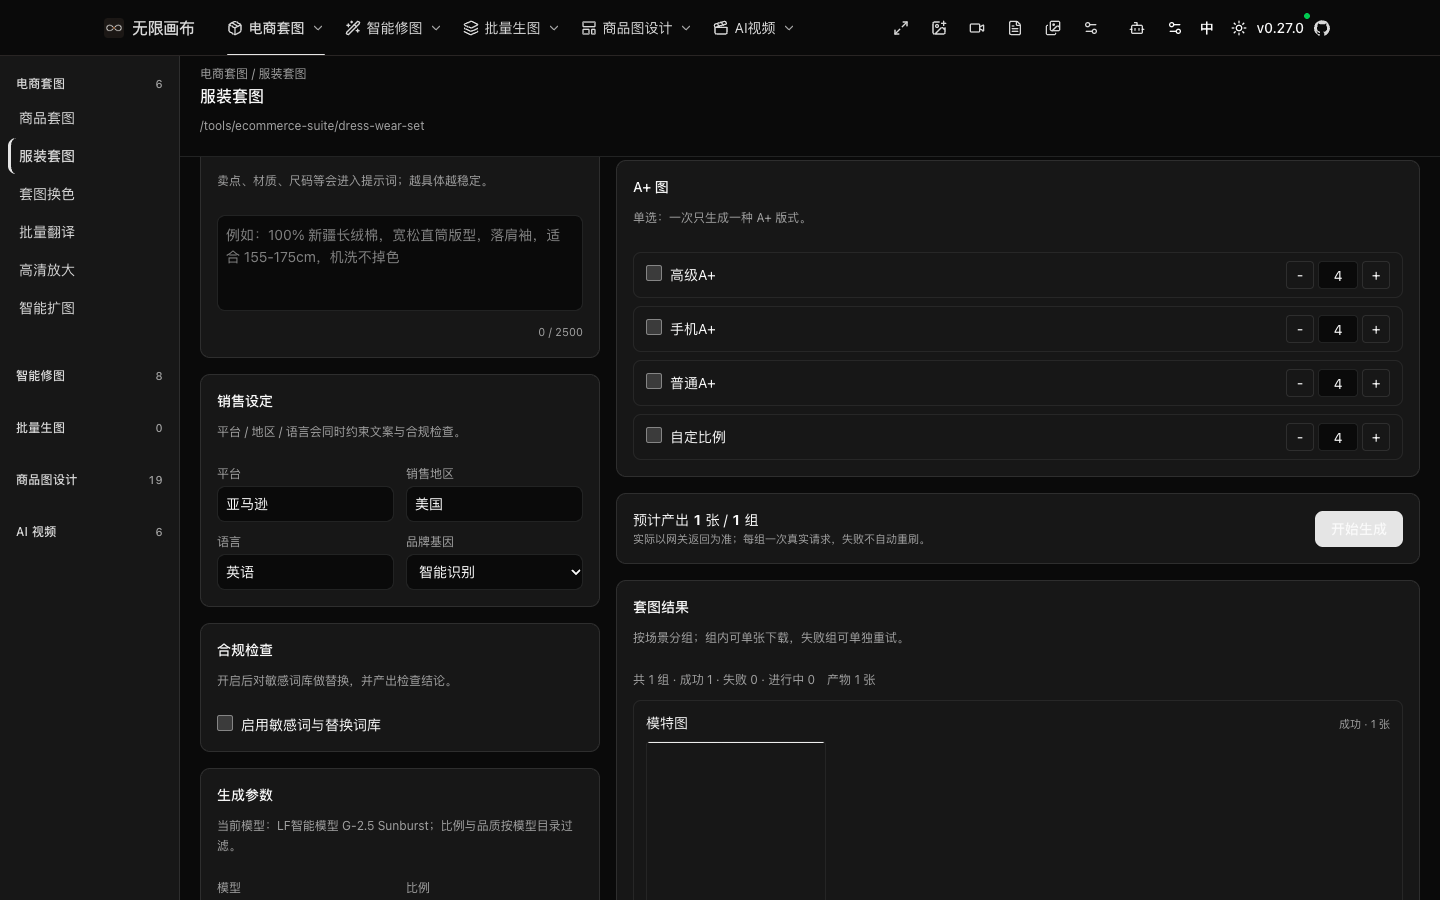 无限画布
电商套图
智能修图
批量生图
商品图设计
AI视频
中
v0.27.0
电商套图 6
商品套图
服装套图
套图换色
批量翻译
高清放大
智能扩图
智能修图 8
批量生图 0
商品图设计 19
AI 视频 6
电商套图 / 服装套图
服装套图
/tools/ecommerce-suite/dress-wear-set
卖点、材质、尺码等会进入提示词；越具体越稳定。
例如：100% 新疆长绒棉，宽松直筒版型，落肩袖，适
合 155-175cm，机洗不掉色
0 / 2500
销售设定
平台 / 地区 / 语言会同时约束文案与合规检查。
平台 销售地区
亚马逊 美国
语言 品牌基因
英语 智能识别
合规检查
开启后对敏感词库做替换，并产出检查结论。
启用敏感词与替换词库
生成参数
当前模型：LF智能模型 G-2.5 Sunburst；比例与品质按模型目录过
滤。
模型 比例
A+ 图
单选：一次只生成一种 A+ 版式。
高级A+ - 4 +
手机A+ - 4 +
普通A+ - 4 +
自定比例 - 4 +
预计产出 1 张 / 1 组
实际以网关返回为准；每组一次真实请求，失败不自动重刷。
开始生成
套图结果
按场景分组；组内可单张下载，失败组可单独重试。
共 1 组 · 成功 1 · 失败 0 · 进行中 0 产物 1 张
模特图 成功 · 1 张